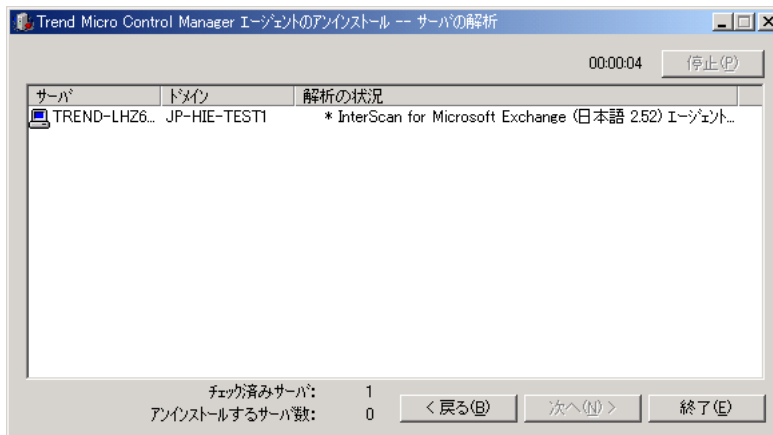 Trend Micro Control Manager エージェントのアンインストール -- サーバの解析
00:00:04 停止(P)
サーバ ドメイン 解析の状況
TREND-LHZ6... JP-HIE-TEST1 * InterScan for Microsoft Exchange (日本語 2.52) エージェント...
チェック済みサーバ: 1
アンインストールするサーバ数: 0
< 戻る(B) 次へ(N) > 終了(E)